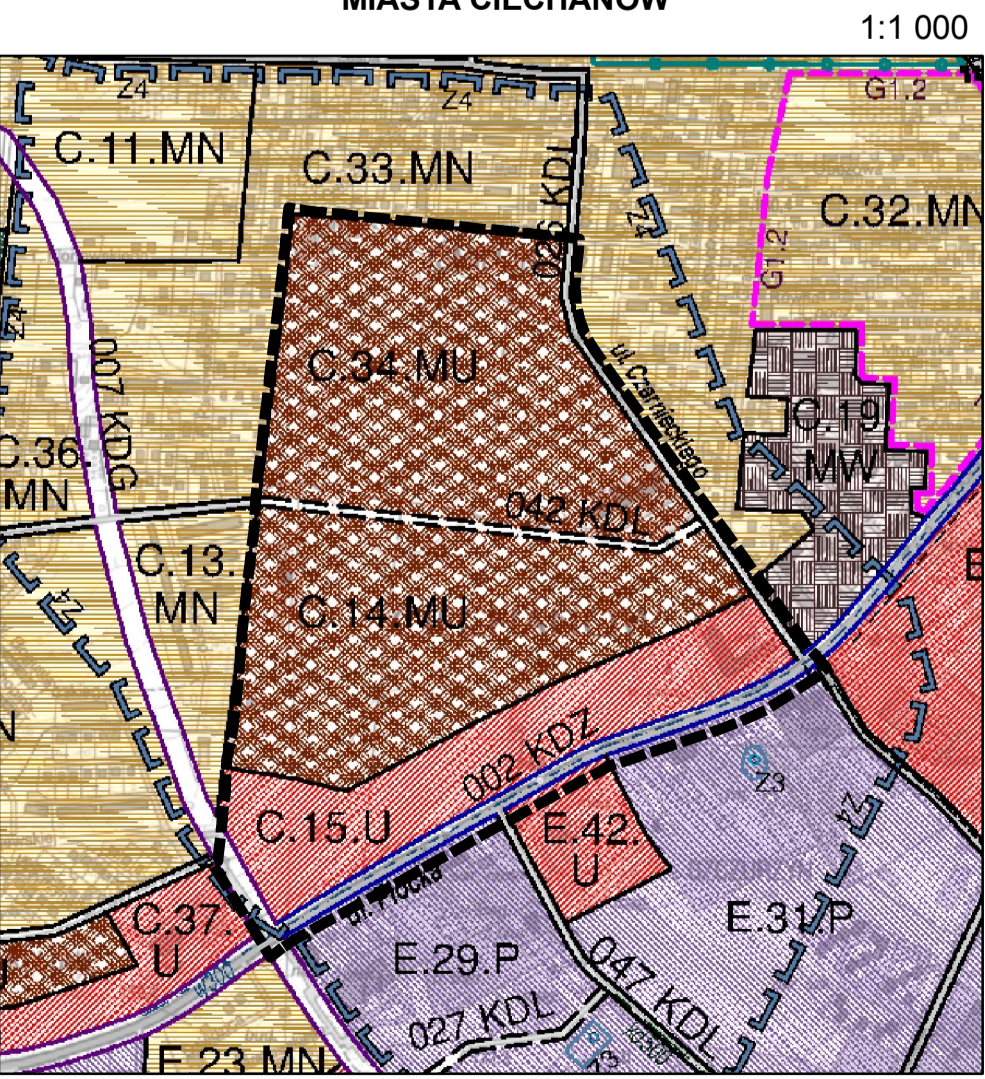 MIASTA CIECHANÓW
1:1 000
Z4
Z4
G1.2
C.11.MN
C.33.MN
026 KDL
Z4
C.32.MN
G1.2
Z4
007 KDG
C.34.MU
ul. Czarnieckiego
C.19.
MW
C.36.
MN
042 KDL
C.13.
MN
Z4
C.14.MU
002 KDZ
Z3
Z4
C.15.U
E.42.
U
ul. Płocka
C.37.
U
E.31.P
E.29.P
047 KDL
027 KDL
Z3
E.23.MN